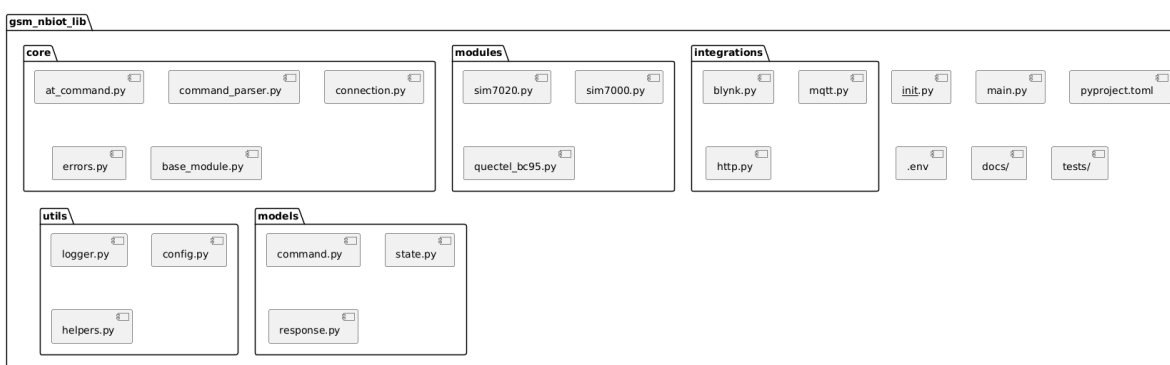 gsm_nbiot_lib
core
modules
integrations
at_command.py
command_parser.py
connection.py
sim7020.py
sim7000.py
blynk.py
mqtt.py
init.py
main.py
pyproject.toml
errors.py
base_module.py
quectel_bc95.py
http.py
.env
docs/
tests/
utils
models
logger.py
config.py
command.py
state.py
helpers.py
response.py